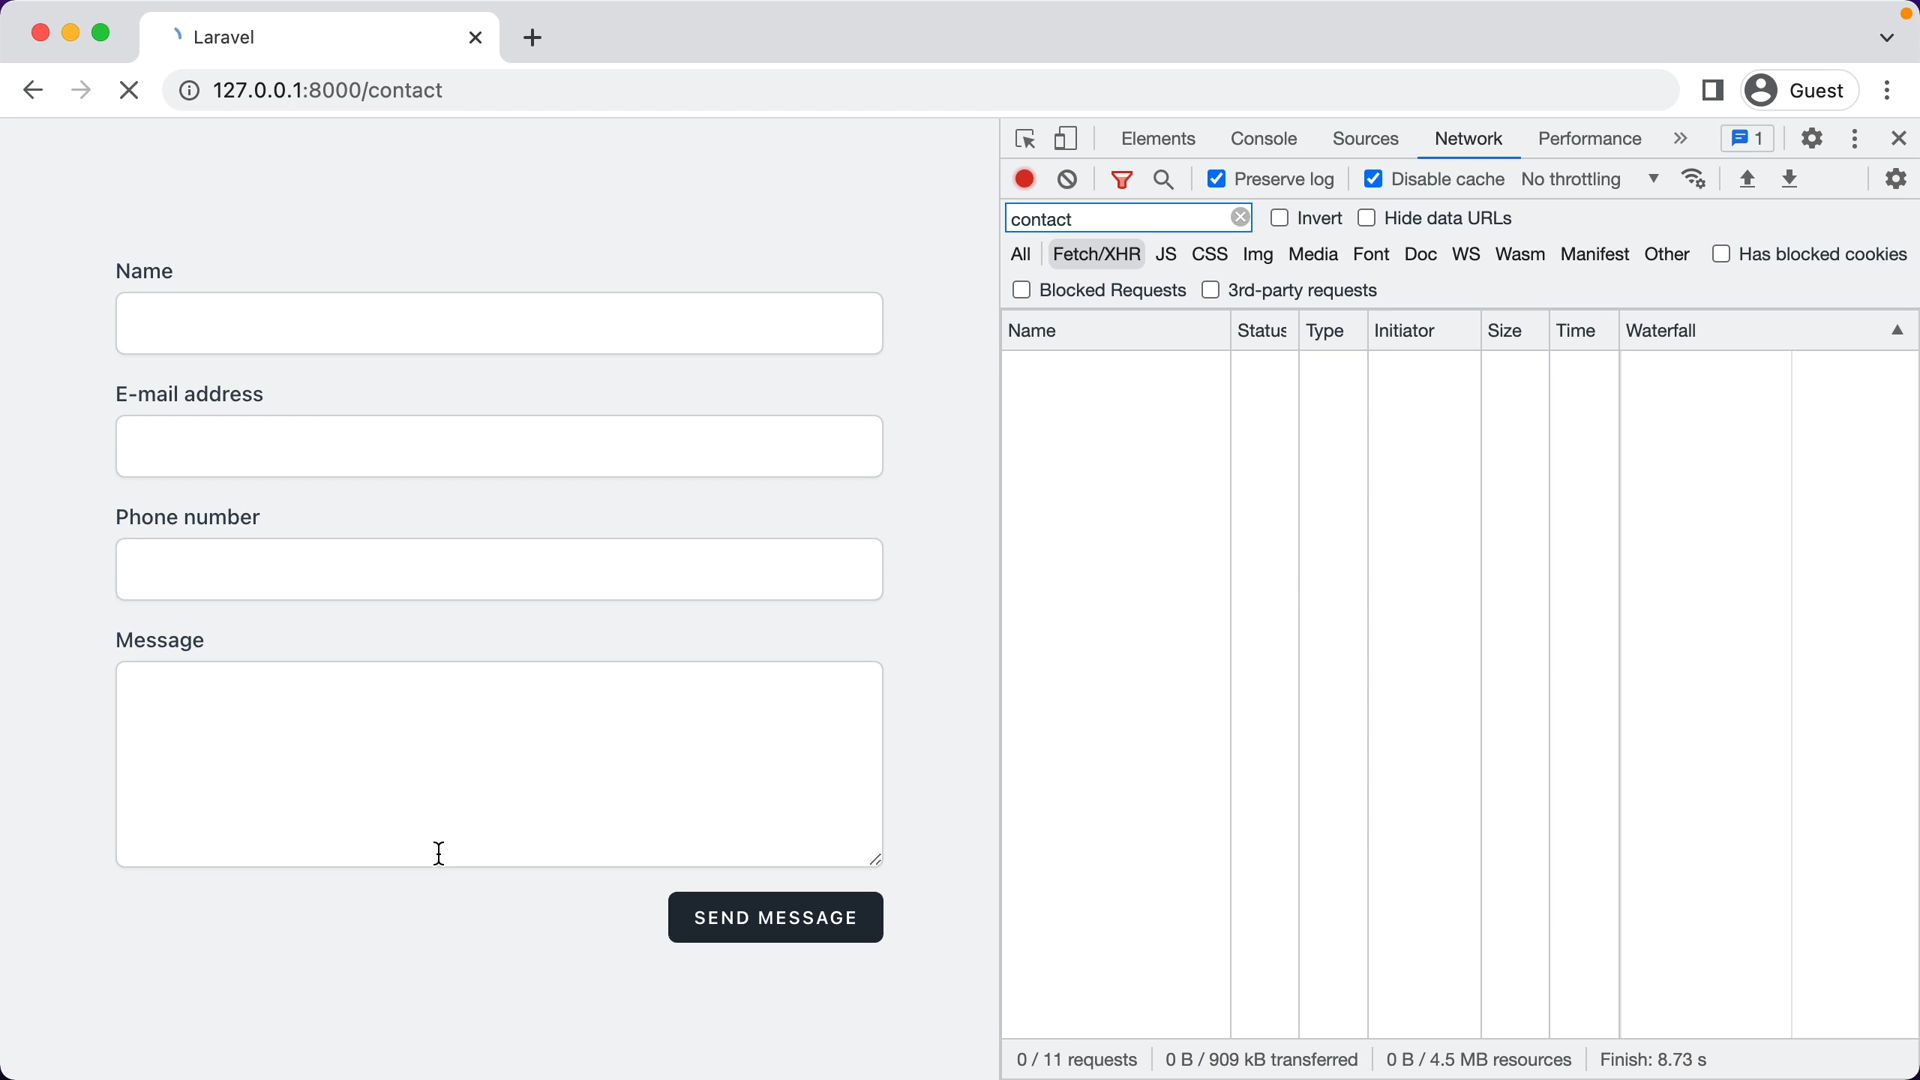 Laravel
127.0.0.1:8000/contact
Guest
Elements Console Sources Network Performance 1
Preserve log Disable cache No throttling
contact Invert Hide data URLs
All Fetch/XHR JS CSS Img Media Font Doc WS Wasm Manifest Other Has blocked cookies
Blocked Requests 3rd-party requests
Name Status Type Initiator Size Time Waterfall
Name
E-mail address
Phone number
Message
SEND MESSAGE
0 / 11 requests 0 B / 909 kB transferred 0 B / 4.5 MB resources Finish: 8.73 s